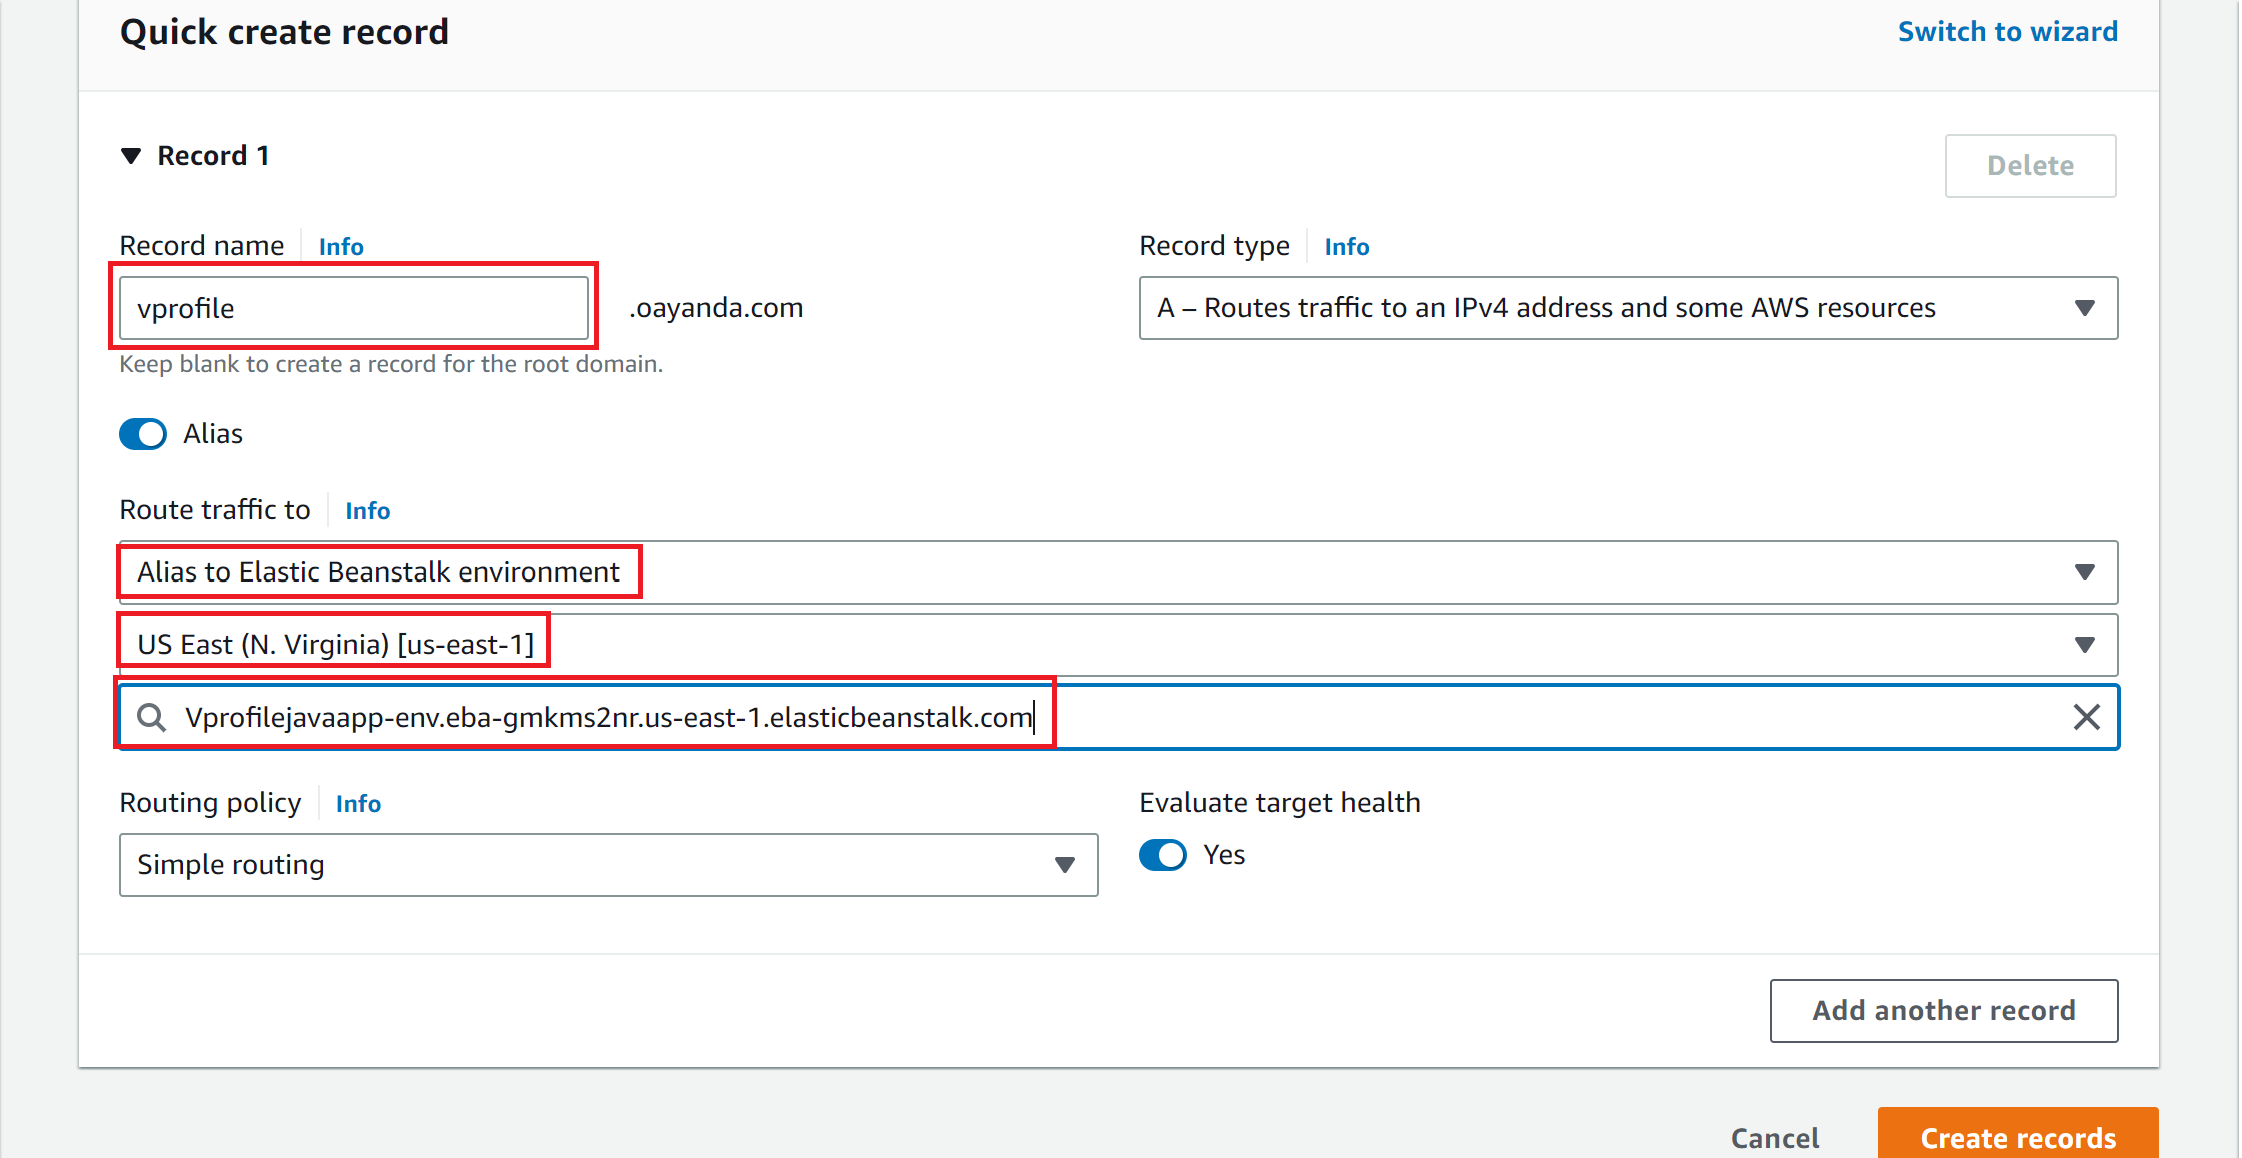 Quick create record
Switch to wizard
Record 1
Delete
Record name Info
Record type Info
vprofile
.oayanda.com
A – Routes traffic to an IPv4 address and some AWS resources
Keep blank to create a record for the root domain.
Alias
Route traffic to Info
Alias to Elastic Beanstalk environment
US East (N. Virginia) [us-east-1]
Vprofilejavaapp-env.eba-gmkms2nr.us-east-1.elasticbeanstalk.com
Routing policy Info
Evaluate target health
Simple routing
Yes
Add another record
Cancel
Create records